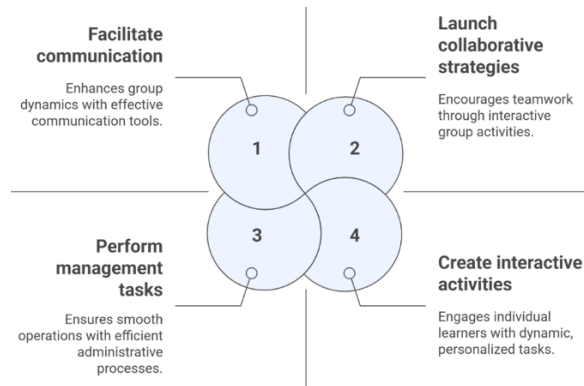 Facilitate
communication
Enhances group
dynamics with effective
communication tools.
1
Launch
collaborative
strategies
Encourages teamwork
through interactive
group activities.
2
Perform
management
tasks
Ensures smooth
operations with efficient
administrative
processes.
3
4
Create interactive
activities
Engages individual
learners with dynamic,
personalized tasks.